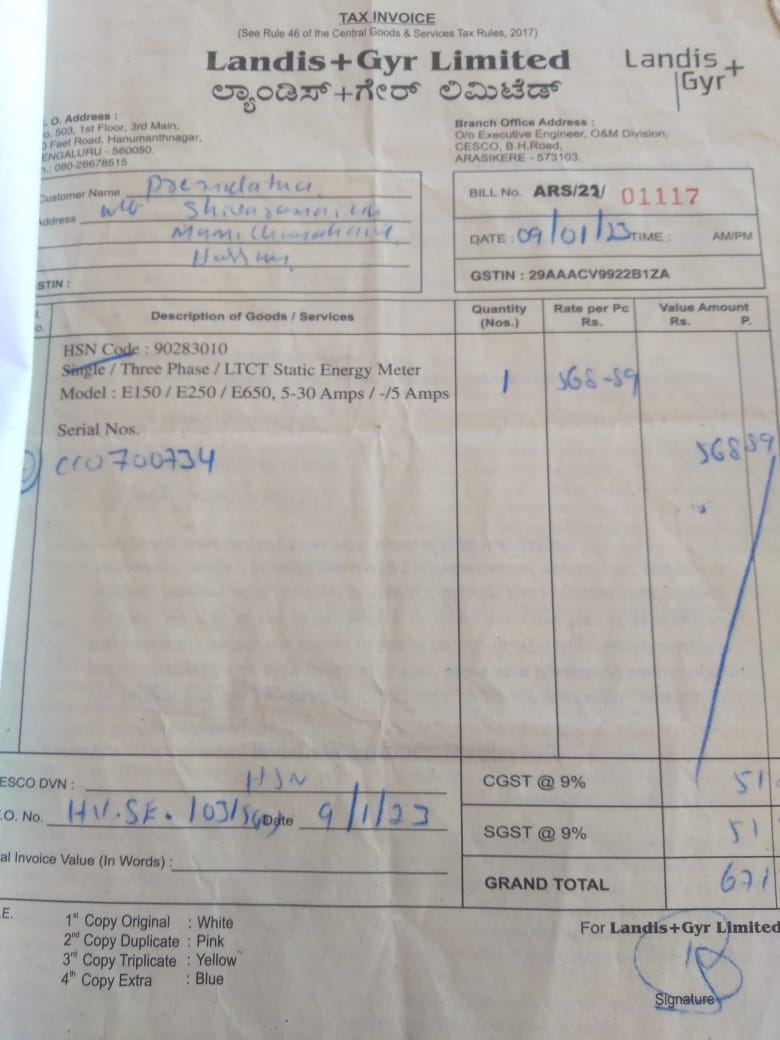 TAX INVOICE
(See Rule 46 of the Central Goods & Services Tax Rules, 2017)
Landis+Gyr Limited
ಲ್ಯಾಂಡಿಸ್+ಗೇರ್ ಲಿಮಿಟೆಡ್
Landis+Gyr
. O. Address :
o. 503, 1st Floor, 3rd Main,
0 Feet Road, Hanumanthnagar,
ENGALURU - 560050.
.: 080-26678515
Branch Office Address :
O/o Executive Engineer, O&M Division,
CESCO, B.H.Road,
ARASIKERE - 573103.
Customer Name
Address
Hassan
STIN :
BILL No. ARS/22/ 01117
DATE : 09/01/23 TIME : AM/PM
GSTIN : 29AAACV9922B1ZA
Description of Goods / Services
Quantity (Nos.)
Rate per Pc Rs.
Value Amount Rs. P.
HSN Code : 90283010
Single / Three Phase / LTCT Static Energy Meter
Model : E150 / E250 / E650, 5-30 Amps / -/5 Amps
1 568-59
Serial Nos.
568 59
700734
ESCO DVN : HSN
CGST @ 9% 51
.O. No. Date 9/1/23
SGST @ 9% 51
al Invoice Value (In Words) :
GRAND TOTAL 671
.E.
1st Copy Original : White
2nd Copy Duplicate : Pink
3rd Copy Triplicate : Yellow
4th Copy Extra : Blue
For Landis+Gyr Limited
Signature